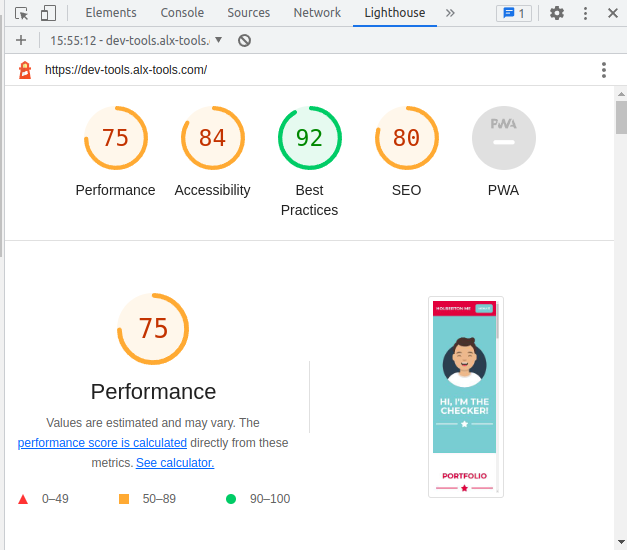 Elements Console Sources Network Lighthouse 1
15:55:12 - dev-tools.alx-tools.
https://dev-tools.alx-tools.com/
75 84 92 80 PWA
Performance Accessibility Best Practices SEO PWA
75
Performance
Values are estimated and may vary. The
performance score is calculated directly from these
metrics. See calculator.
0–49 50–89 90–100
HI, I'M THE
CHECKER!
PORTFOLIO